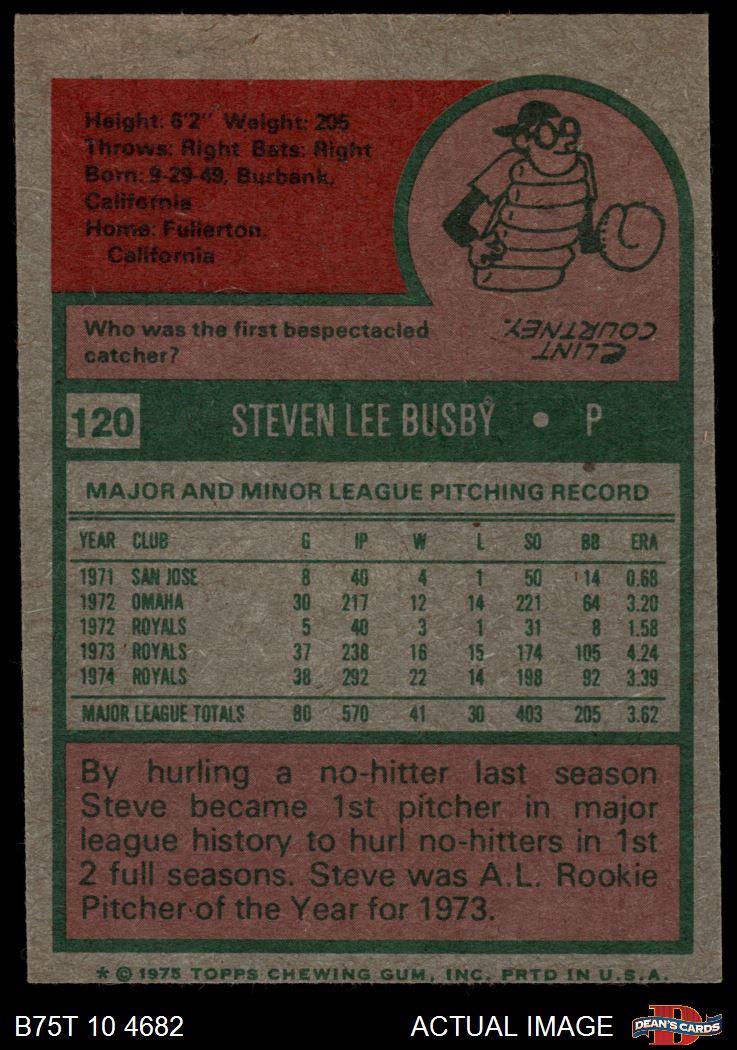 Height: 6'2" Weight: 205
Throws: Right Bats: Right
Born: 9-29-49, Burbank,
California
Home: Fullerton,
California
Who was the first bespectacled
catcher?
CLINT
COURTNEY.
120 STEVEN LEE BUSBY • P
MAJOR AND MINOR LEAGUE PITCHING RECORD
YEAR CLUB G IP W L SO BB ERA
1971 SAN JOSE 8 40 4 1 50 14 0.68
1972 OMAHA 30 217 12 14 221 64 3.20
1972 ROYALS 5 40 3 1 31 8 1.58
1973 ROYALS 37 238 16 15 174 105 4.24
1974 ROYALS 38 292 22 14 198 92 3.39
MAJOR LEAGUE TOTALS 80 570 41 30 403 205 3.62
By hurling a no-hitter last season
Steve became 1st pitcher in major
league history to hurl no-hitters in 1st
2 full seasons. Steve was A.L. Rookie
Pitcher of the Year for 1973.
* © 1975 TOPPS CHEWING GUM, INC. PRTD IN U.S.A.
B75T 10 4682 ACTUAL IMAGE DEAN'S CARDS